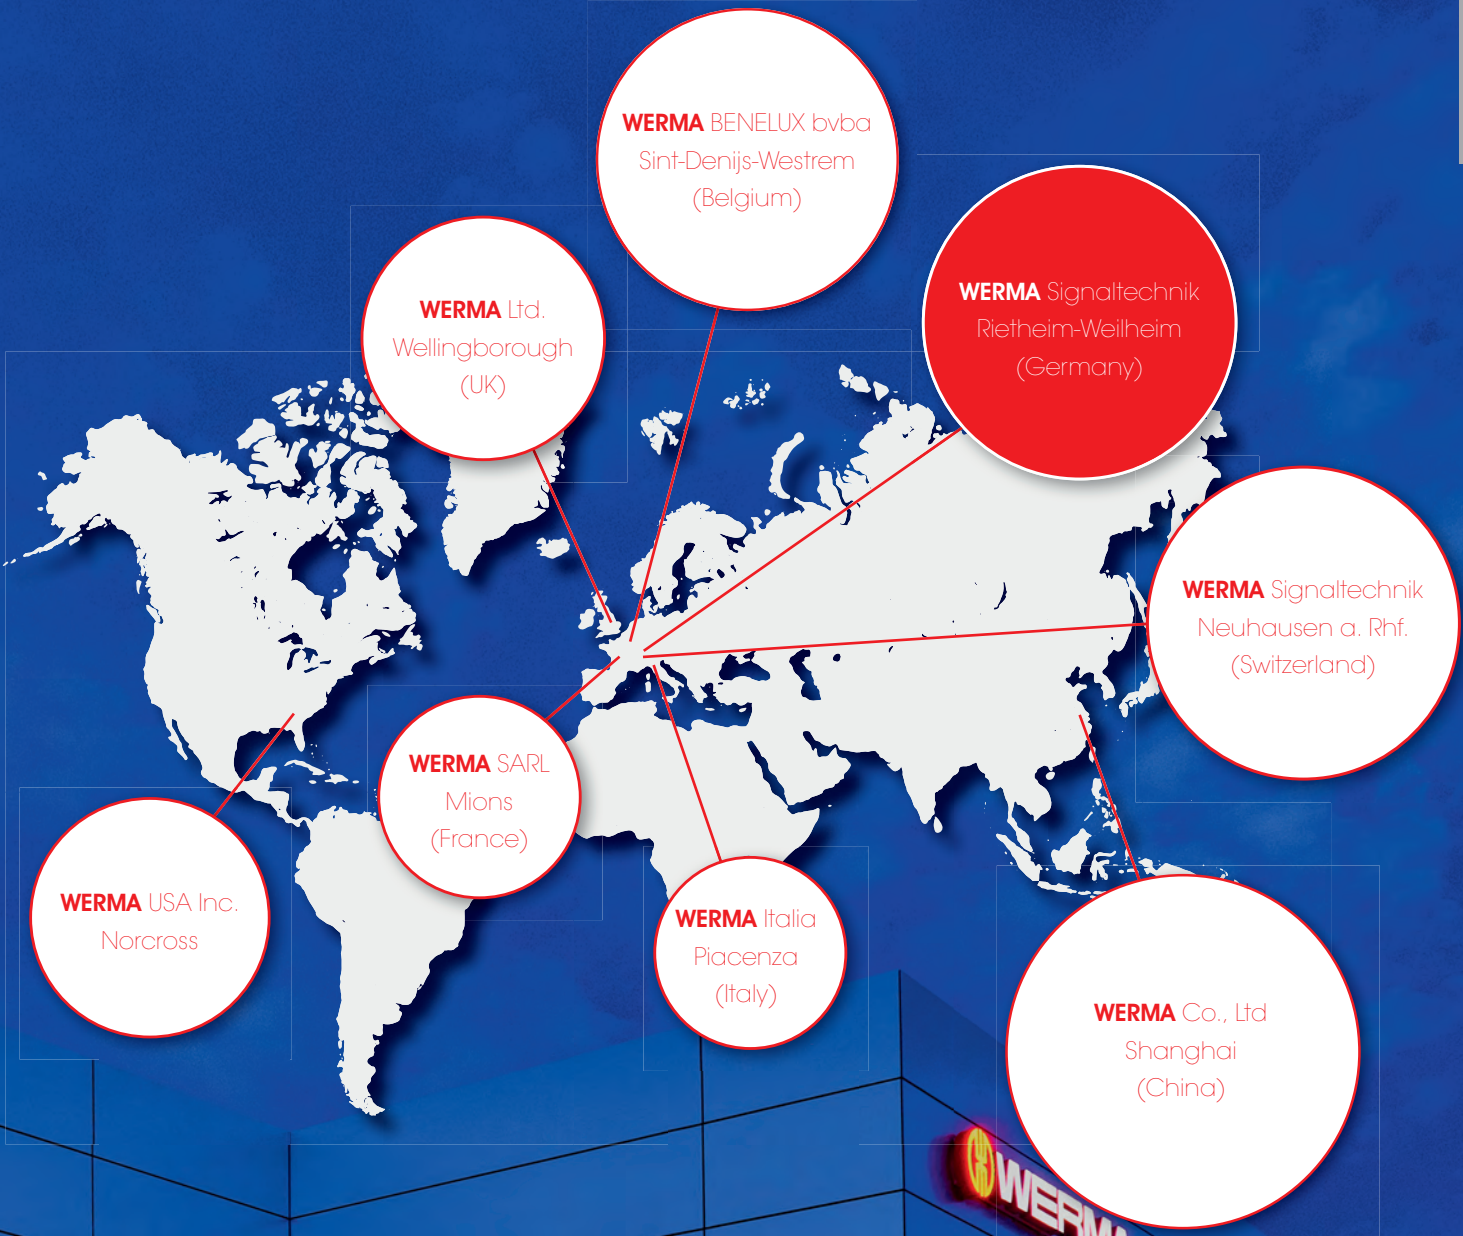 WERMA BENELUX bvba
Sint-Denijs-Westrem
(Belgium)
WERMA Signaltechnik
Rietheim-Weilheim
(Germany)
WERMA Ltd.
Wellingborough
(UK)
WERMA Signaltechnik
Neuhausen a. Rhf.
(Switzerland)
WERMA SARL
Mions
(France)
WERMA USA Inc.
Norcross
WERMA Italia
Piacenza
(Italy)
WERMA Co., Ltd
Shanghai
(China)
WERMA